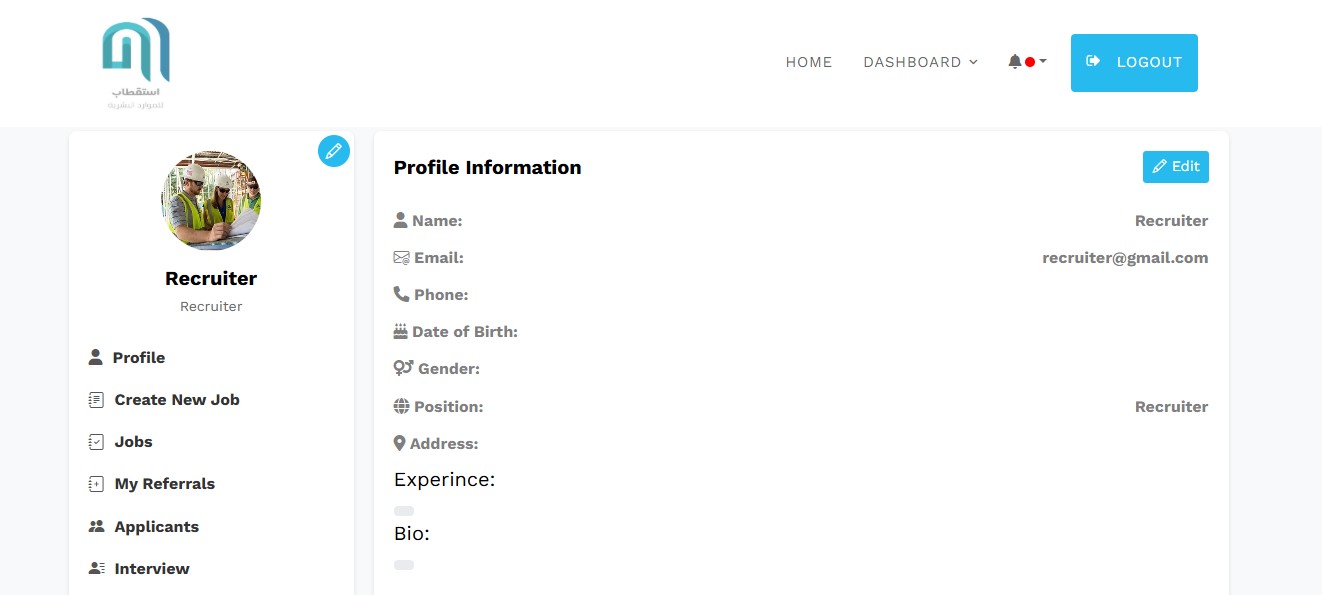 استقطاب
للموارد البشرية
HOME
DASHBOARD
LOGOUT
Recruiter
Recruiter
Profile
Create New Job
Jobs
My Referrals
Applicants
Interview
Profile Information
Edit
Name: Recruiter
Email: recruiter@gmail.com
Phone:
Date of Birth:
Gender:
Position: Recruiter
Address:
Experince:
Bio: